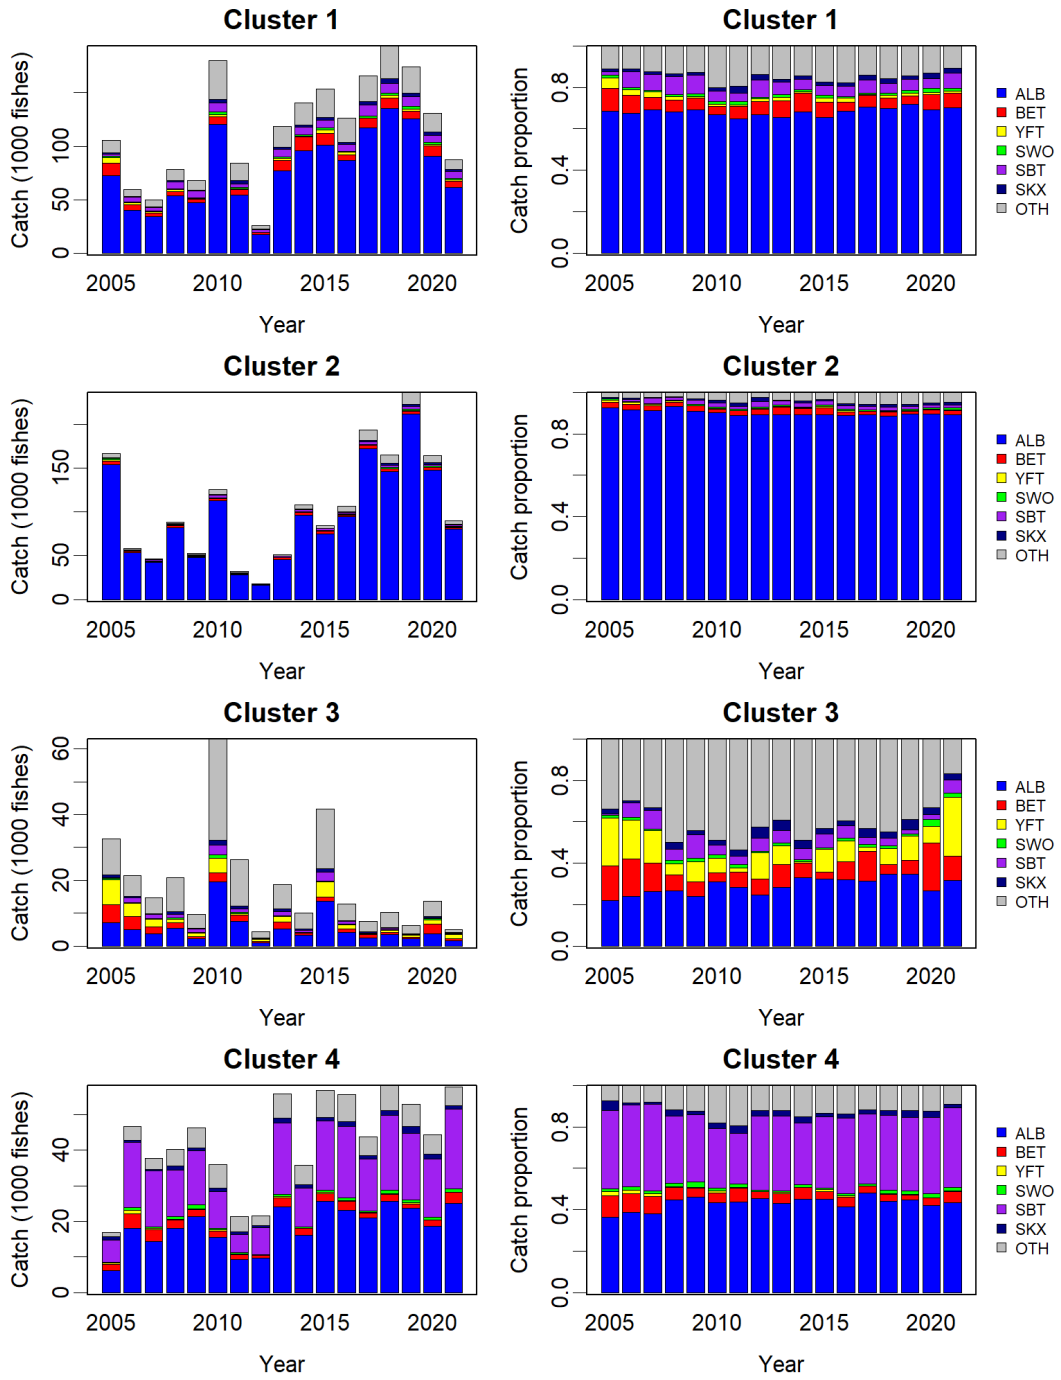 Cluster 1
Catch (1000 fishes)
0 50 100
2005 2010 2015 2020
Year
Cluster 1
Catch proportion
0.0 0.4 0.8
2005 2010 2015 2020
Year
ALB
BET
YFT
SWO
SBT
SKX
OTH
Cluster 2
Catch (1000 fishes)
0 50 150
2005 2010 2015 2020
Year
Cluster 2
Catch proportion
0.0 0.4 0.8
2005 2010 2015 2020
Year
ALB
BET
YFT
SWO
SBT
SKX
OTH
Cluster 3
Catch (1000 fishes)
0 20 40 60
2005 2010 2015 2020
Year
Cluster 3
Catch proportion
0.0 0.4 0.8
2005 2010 2015 2020
Year
ALB
BET
YFT
SWO
SBT
SKX
OTH
Cluster 4
Catch (1000 fishes)
0 20 40
2005 2010 2015 2020
Year
Cluster 4
Catch proportion
0.0 0.4 0.8
2005 2010 2015 2020
Year
ALB
BET
YFT
SWO
SBT
SKX
OTH